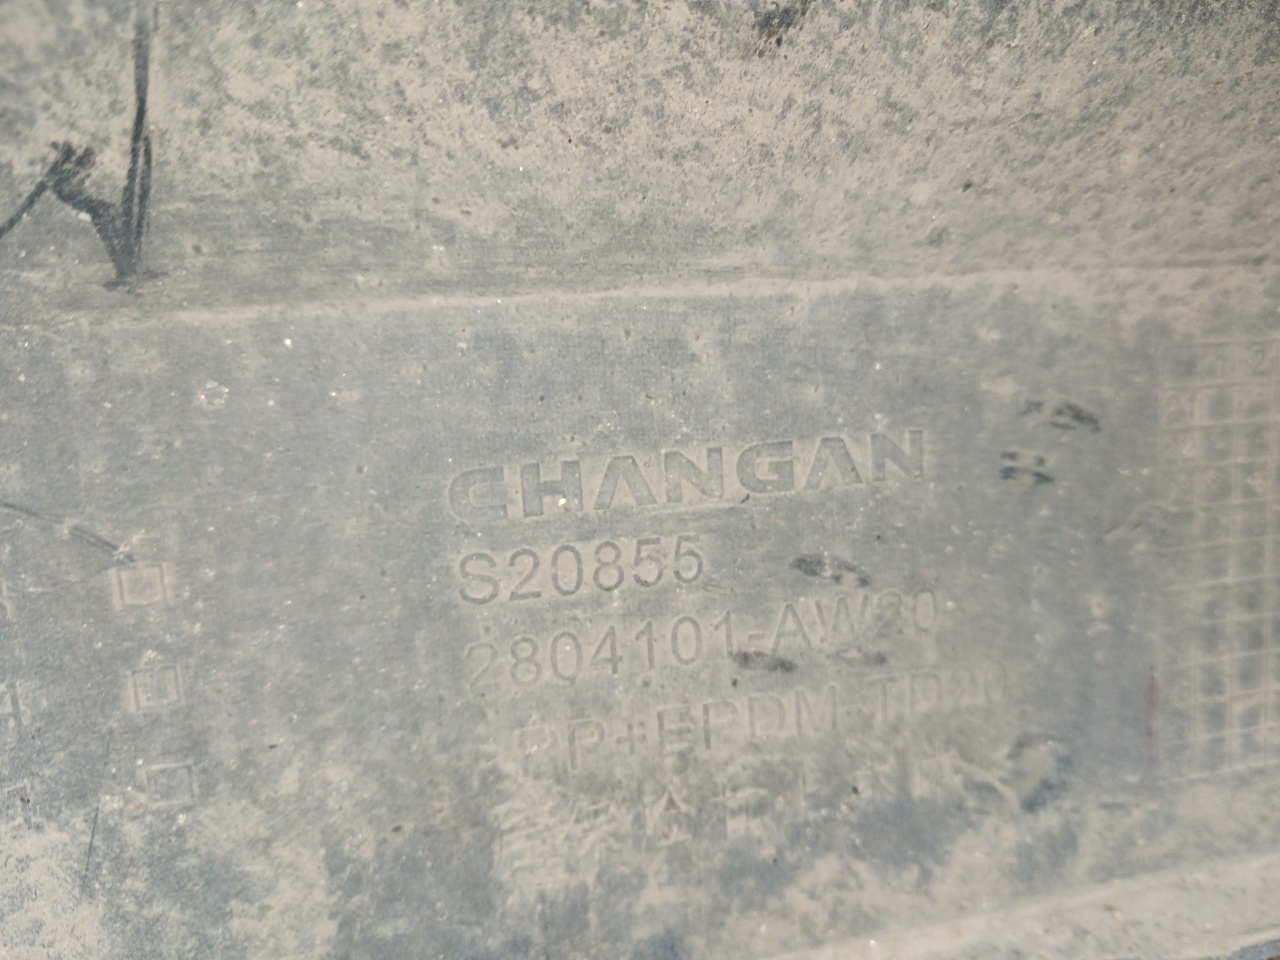 CHANGAN
S20855
2804101-AW20
PP+EPDM-TD20